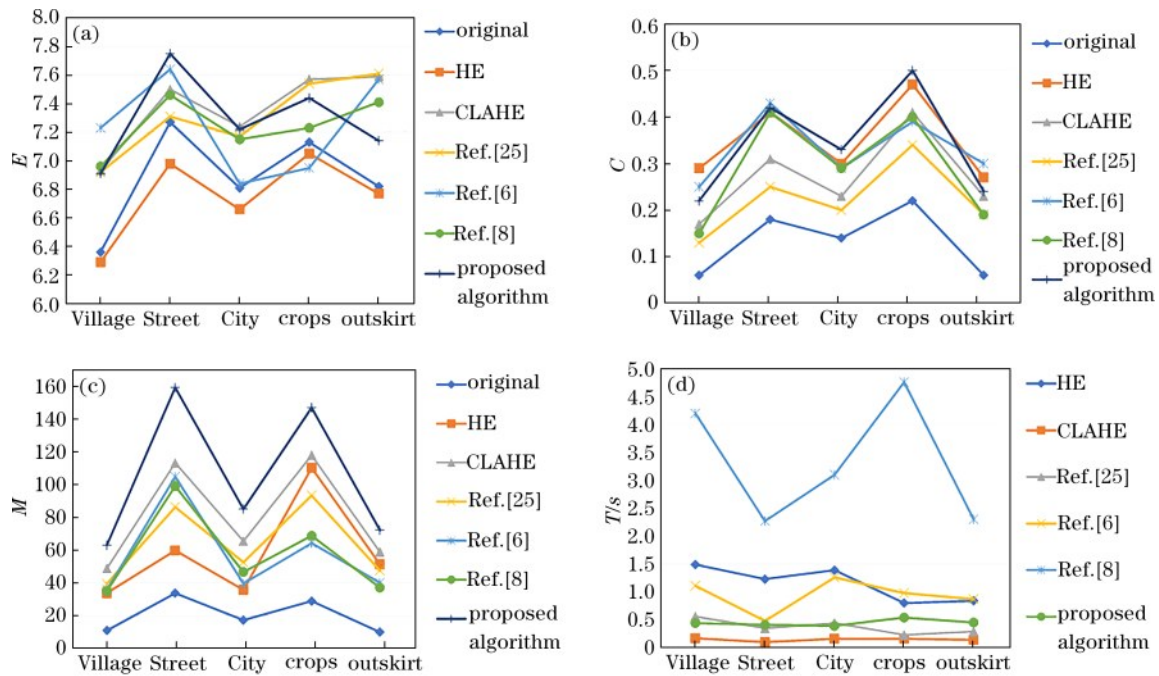 (a)
E
8.0
7.8
7.6
7.4
7.2
7.0
6.8
6.6
6.4
6.2
6.0
Village Street City crops outskirt
original
HE
CLAHE
Ref.[25]
Ref.[6]
Ref.[8]
proposed
algorithm
(b)
C
0.6
0.5
0.4
0.3
0.2
0.1
0
Village Street City crops outskirt
original
HE
CLAHE
Ref.[25]
Ref.[6]
Ref.[8]
proposed
algorithm
(c)
M
160
140
120
100
80
60
40
20
0
Village Street City crops outskirt
original
HE
CLAHE
Ref.[25]
Ref.[6]
Ref.[8]
proposed
algorithm
(d)
T/s
5.0
4.5
4.0
3.5
3.0
2.5
2.0
1.5
1.0
0.5
0
Village Street City crops outskirt
HE
CLAHE
Ref.[25]
Ref.[6]
Ref.[8]
proposed
algorithm